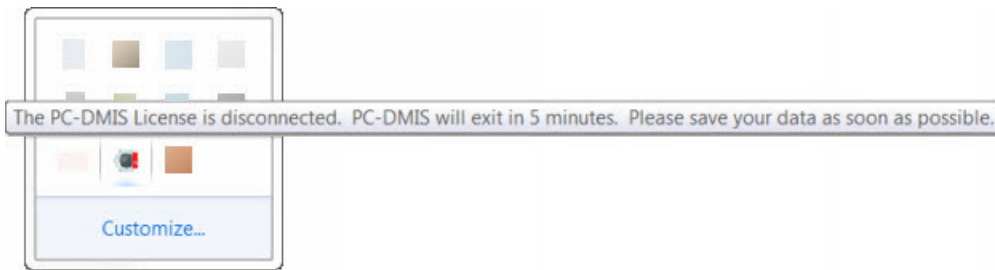 The PC-DMIS License is disconnected.  PC-DMIS will exit in 5 minutes.  Please save your data as soon as possible.
Customize...